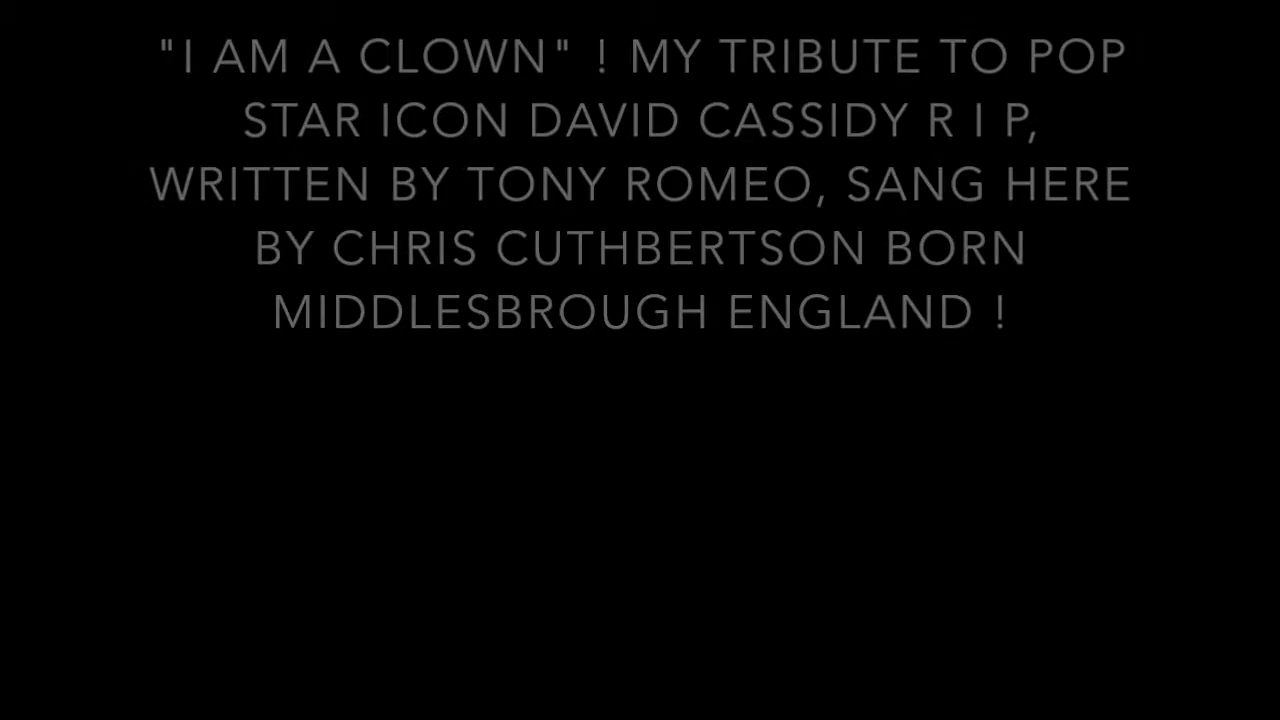 "I AM A CLOWN" ! MY TRIBUTE TO POP
STAR ICON DAVID CASSIDY R I P,
WRITTEN BY TONY ROMEO, SANG HERE
BY CHRIS CUTHBERTSON BORN
MIDDLESBROUGH ENGLAND !